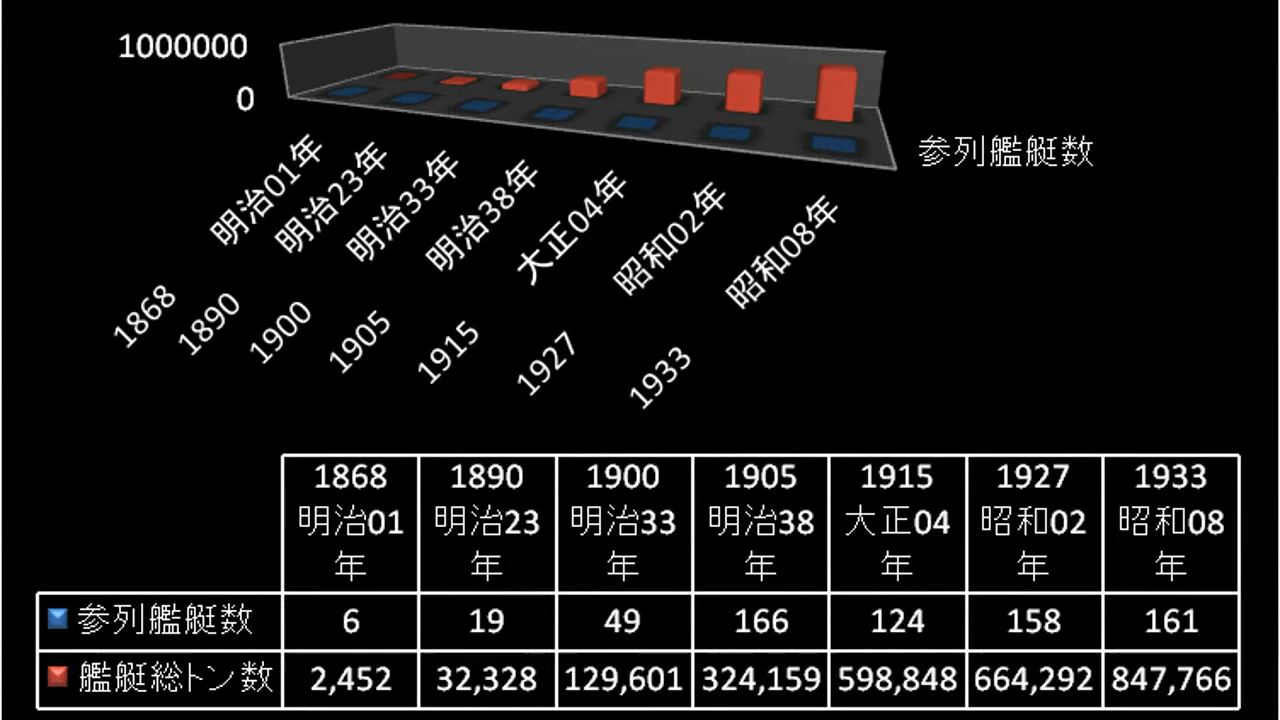 1000000
0
参列艦艇数
明治01年
明治23年
明治33年
明治38年
大正04年
昭和02年
昭和08年
1868
1890
1900
1905
1915
1927
1933
1868 1890 1900 1905 1915 1927 1933
明治01 明治23 明治33 明治38 大正04 昭和02 昭和08
年 年 年 年 年 年 年
参列艦艇数 6 19 49 166 124 158 161
艦艇総トン数 2,452 32,328 129,601 324,159 598,848 664,292 847,766